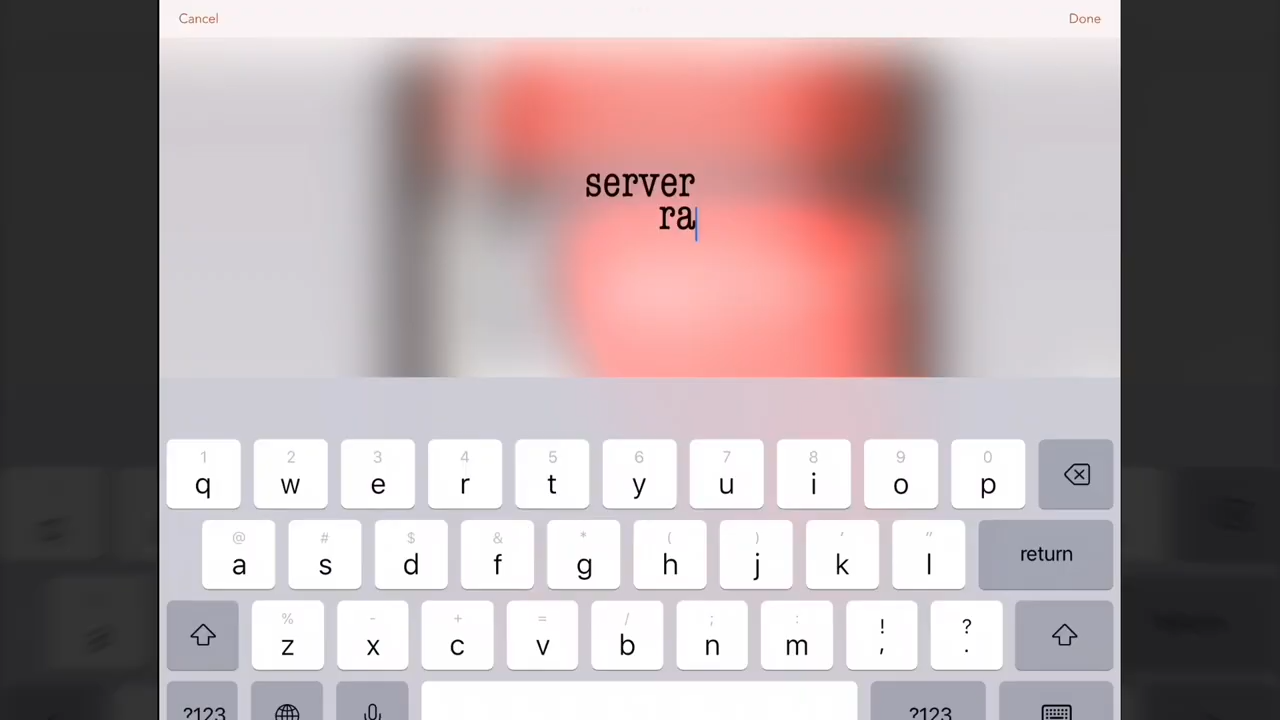 Cancel
Done
server
ra
1 2 3 4 5 6 7 8 9 0
q w e r t y u i o p
@ # $ & * ( ) ' "
a s d f g h j k l return
% - + = / ; : ! ?
z x c v b n m , .
?123 ?123